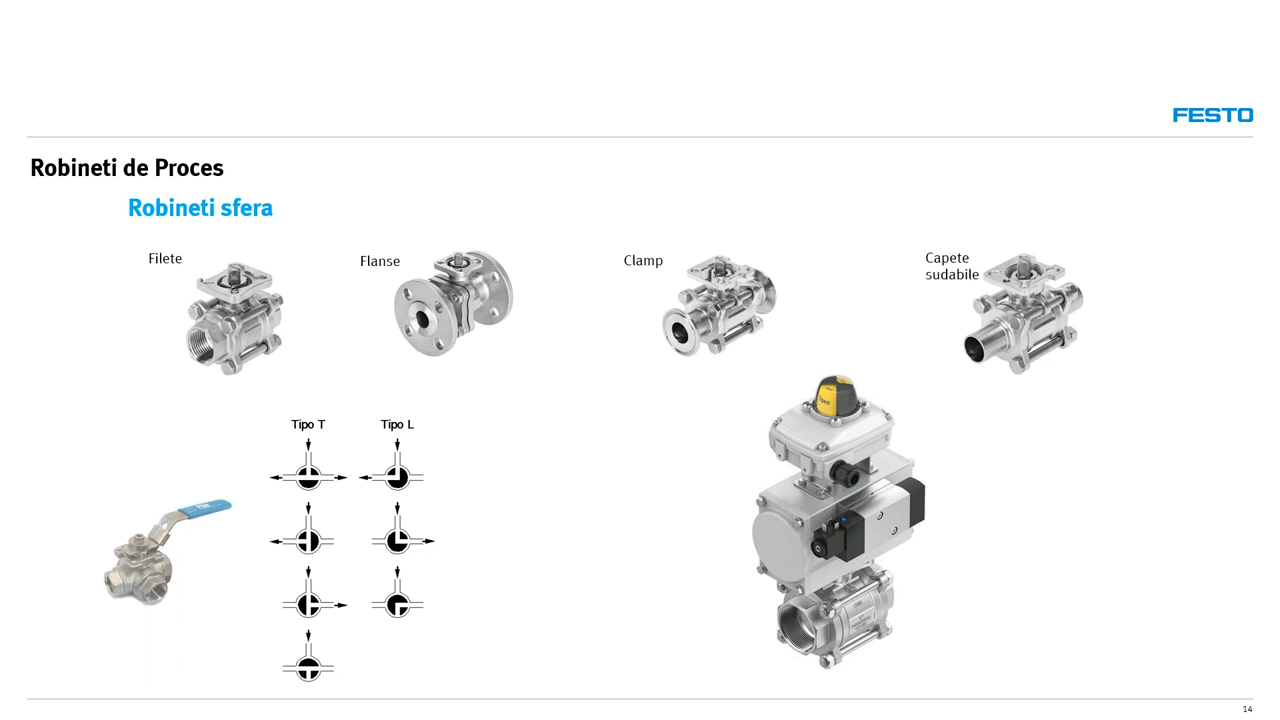 FESTO
Robineti de Proces
Robineti sfera
Filete
Flanse
Clamp
Capete
sudabile
Tipo T
Tipo L
14